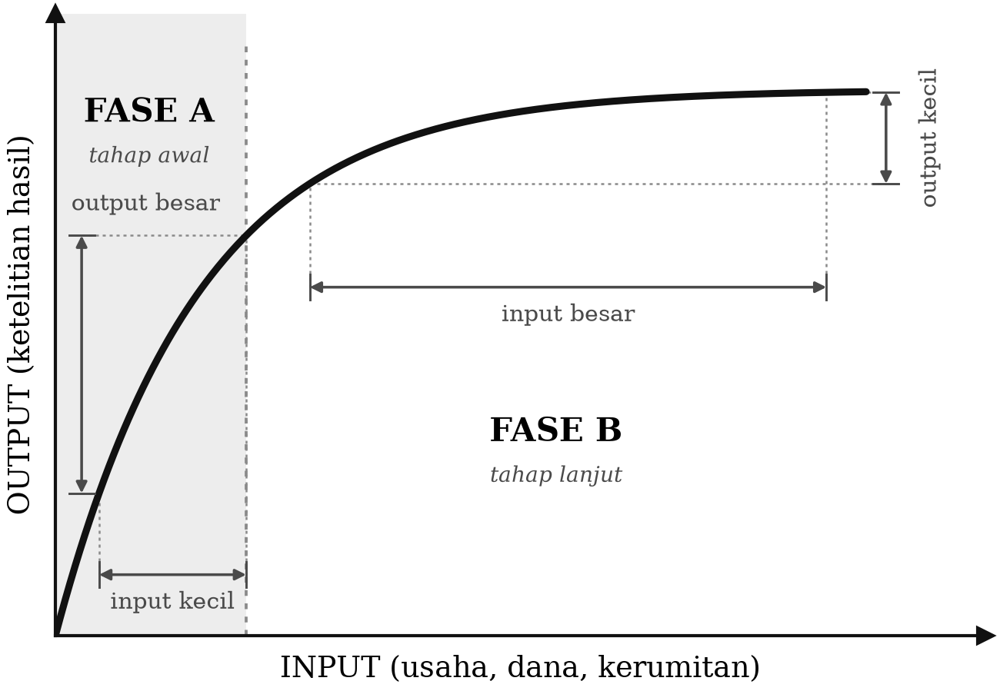 FASE A
tahap awal
output besar
output kecil
OUTPUT (ketelitian hasil)
input besar
FASE B
tahap lanjut
input kecil
INPUT (usaha, dana, kerumitan)